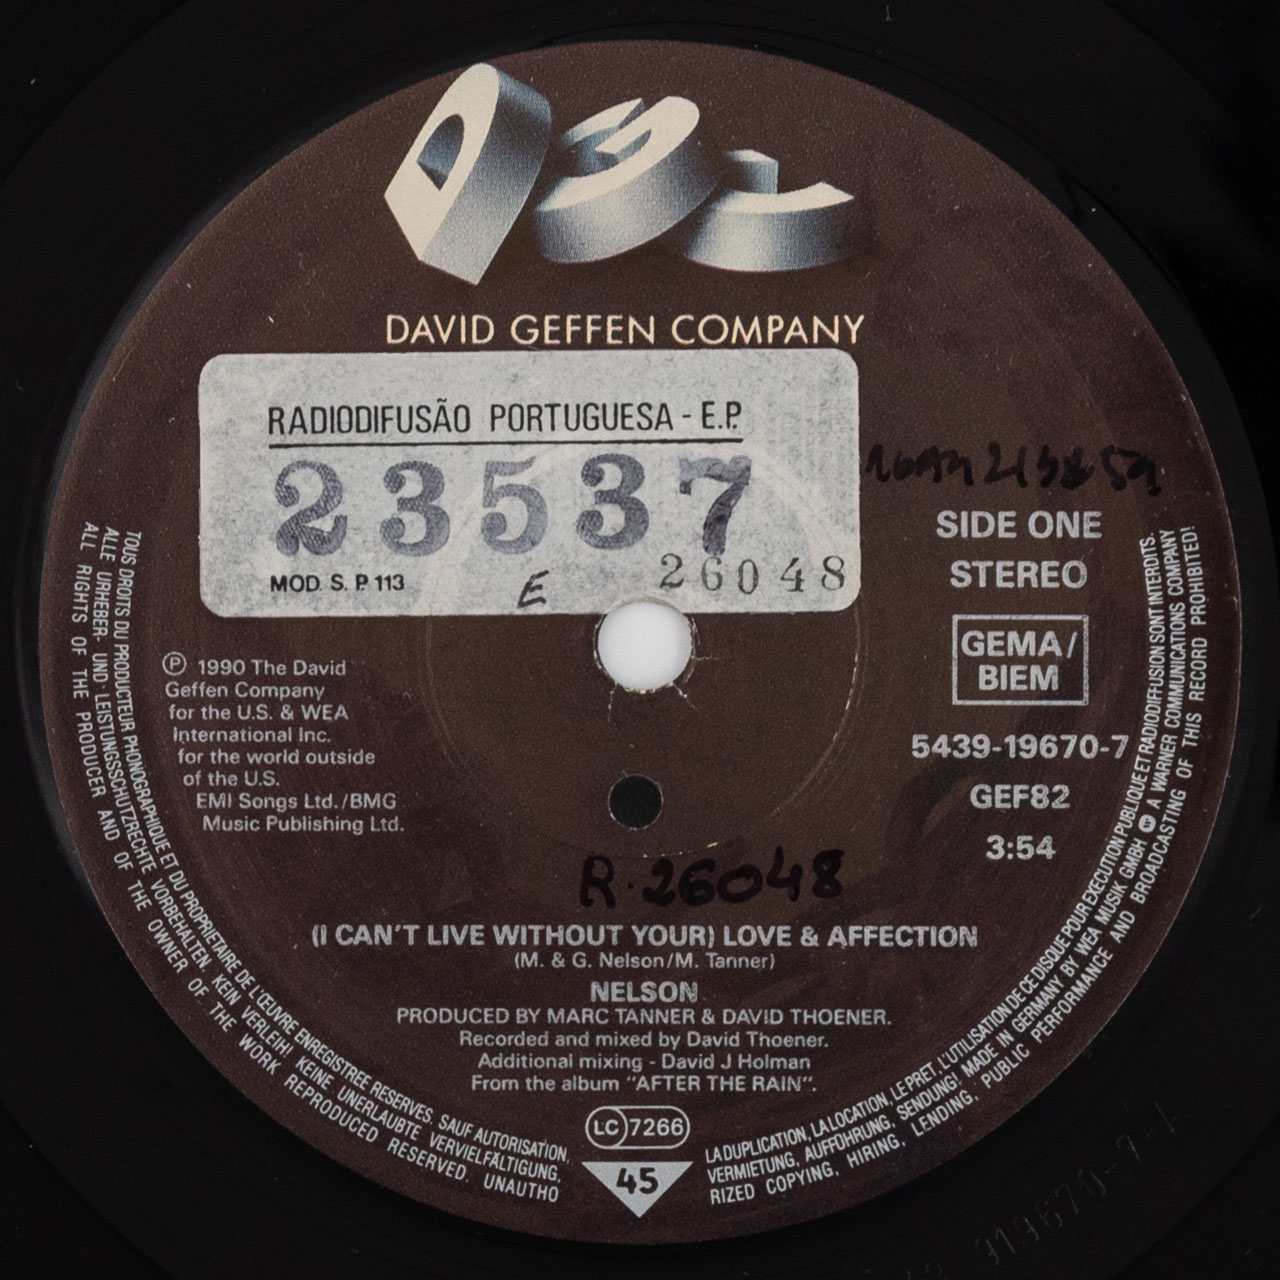 DGC
DAVID GEFFEN COMPANY
RADIODIFUSÃO PORTUGUESA - E.P.
23537
MOD. S. P. 113
E
26048
SIDE ONE
STEREO
GEMA/
BIEM
5439-19670-7
GEF82
3:54
℗ 1990 The David
Geffen Company
for the U.S. & WEA
International Inc.
for the world outside
of the U.S.
EMI Songs Ltd./BMG
Music Publishing Ltd.
R.26048
(I CAN'T LIVE WITHOUT YOUR) LOVE & AFFECTION
(M. & G. Nelson/M. Tanner)
NELSON
PRODUCED BY MARC TANNER & DAVID THOENER.
Recorded and mixed by David Thoener.
Additional mixing - David J Holman
From the album "AFTER THE RAIN".
LC 7266
45
TOUS DROITS DU PRODUCTEUR PHONOGRAPHIQUE ET DU PROPRIETAIRE DE L'ŒUVRE ENREGISTREE RESERVES. SAUF AUTORISATION, LA DUPLICATION, LA LOCATION, LE PRET, L'UTILISATION DE CE DISQUE POUR EXECUTION PUBLIQUE ET RADIODIFFUSION SONT INTERDITS.
ALLE URHEBER- UND LEISTUNGSSCHUTZRECHTE VORBEHALTEN. KEIN VERLEIH! KEINE UNERLAUBTE VERVIELFÄLTIGUNG, VERMIETUNG, AUFFÜHRUNG, SENDUNG! MADE IN GERMANY BY WEA MUSIK GMBH A WARNER COMMUNICATIONS COMPANY
ALL RIGHTS OF THE PRODUCER AND OF THE OWNER OF THE WORK REPRODUCED RESERVED. UNAUTHORIZED COPYING, HIRING, LENDING, PUBLIC PERFORMANCE AND BROADCASTING OF THIS RECORD PROHIBITED!